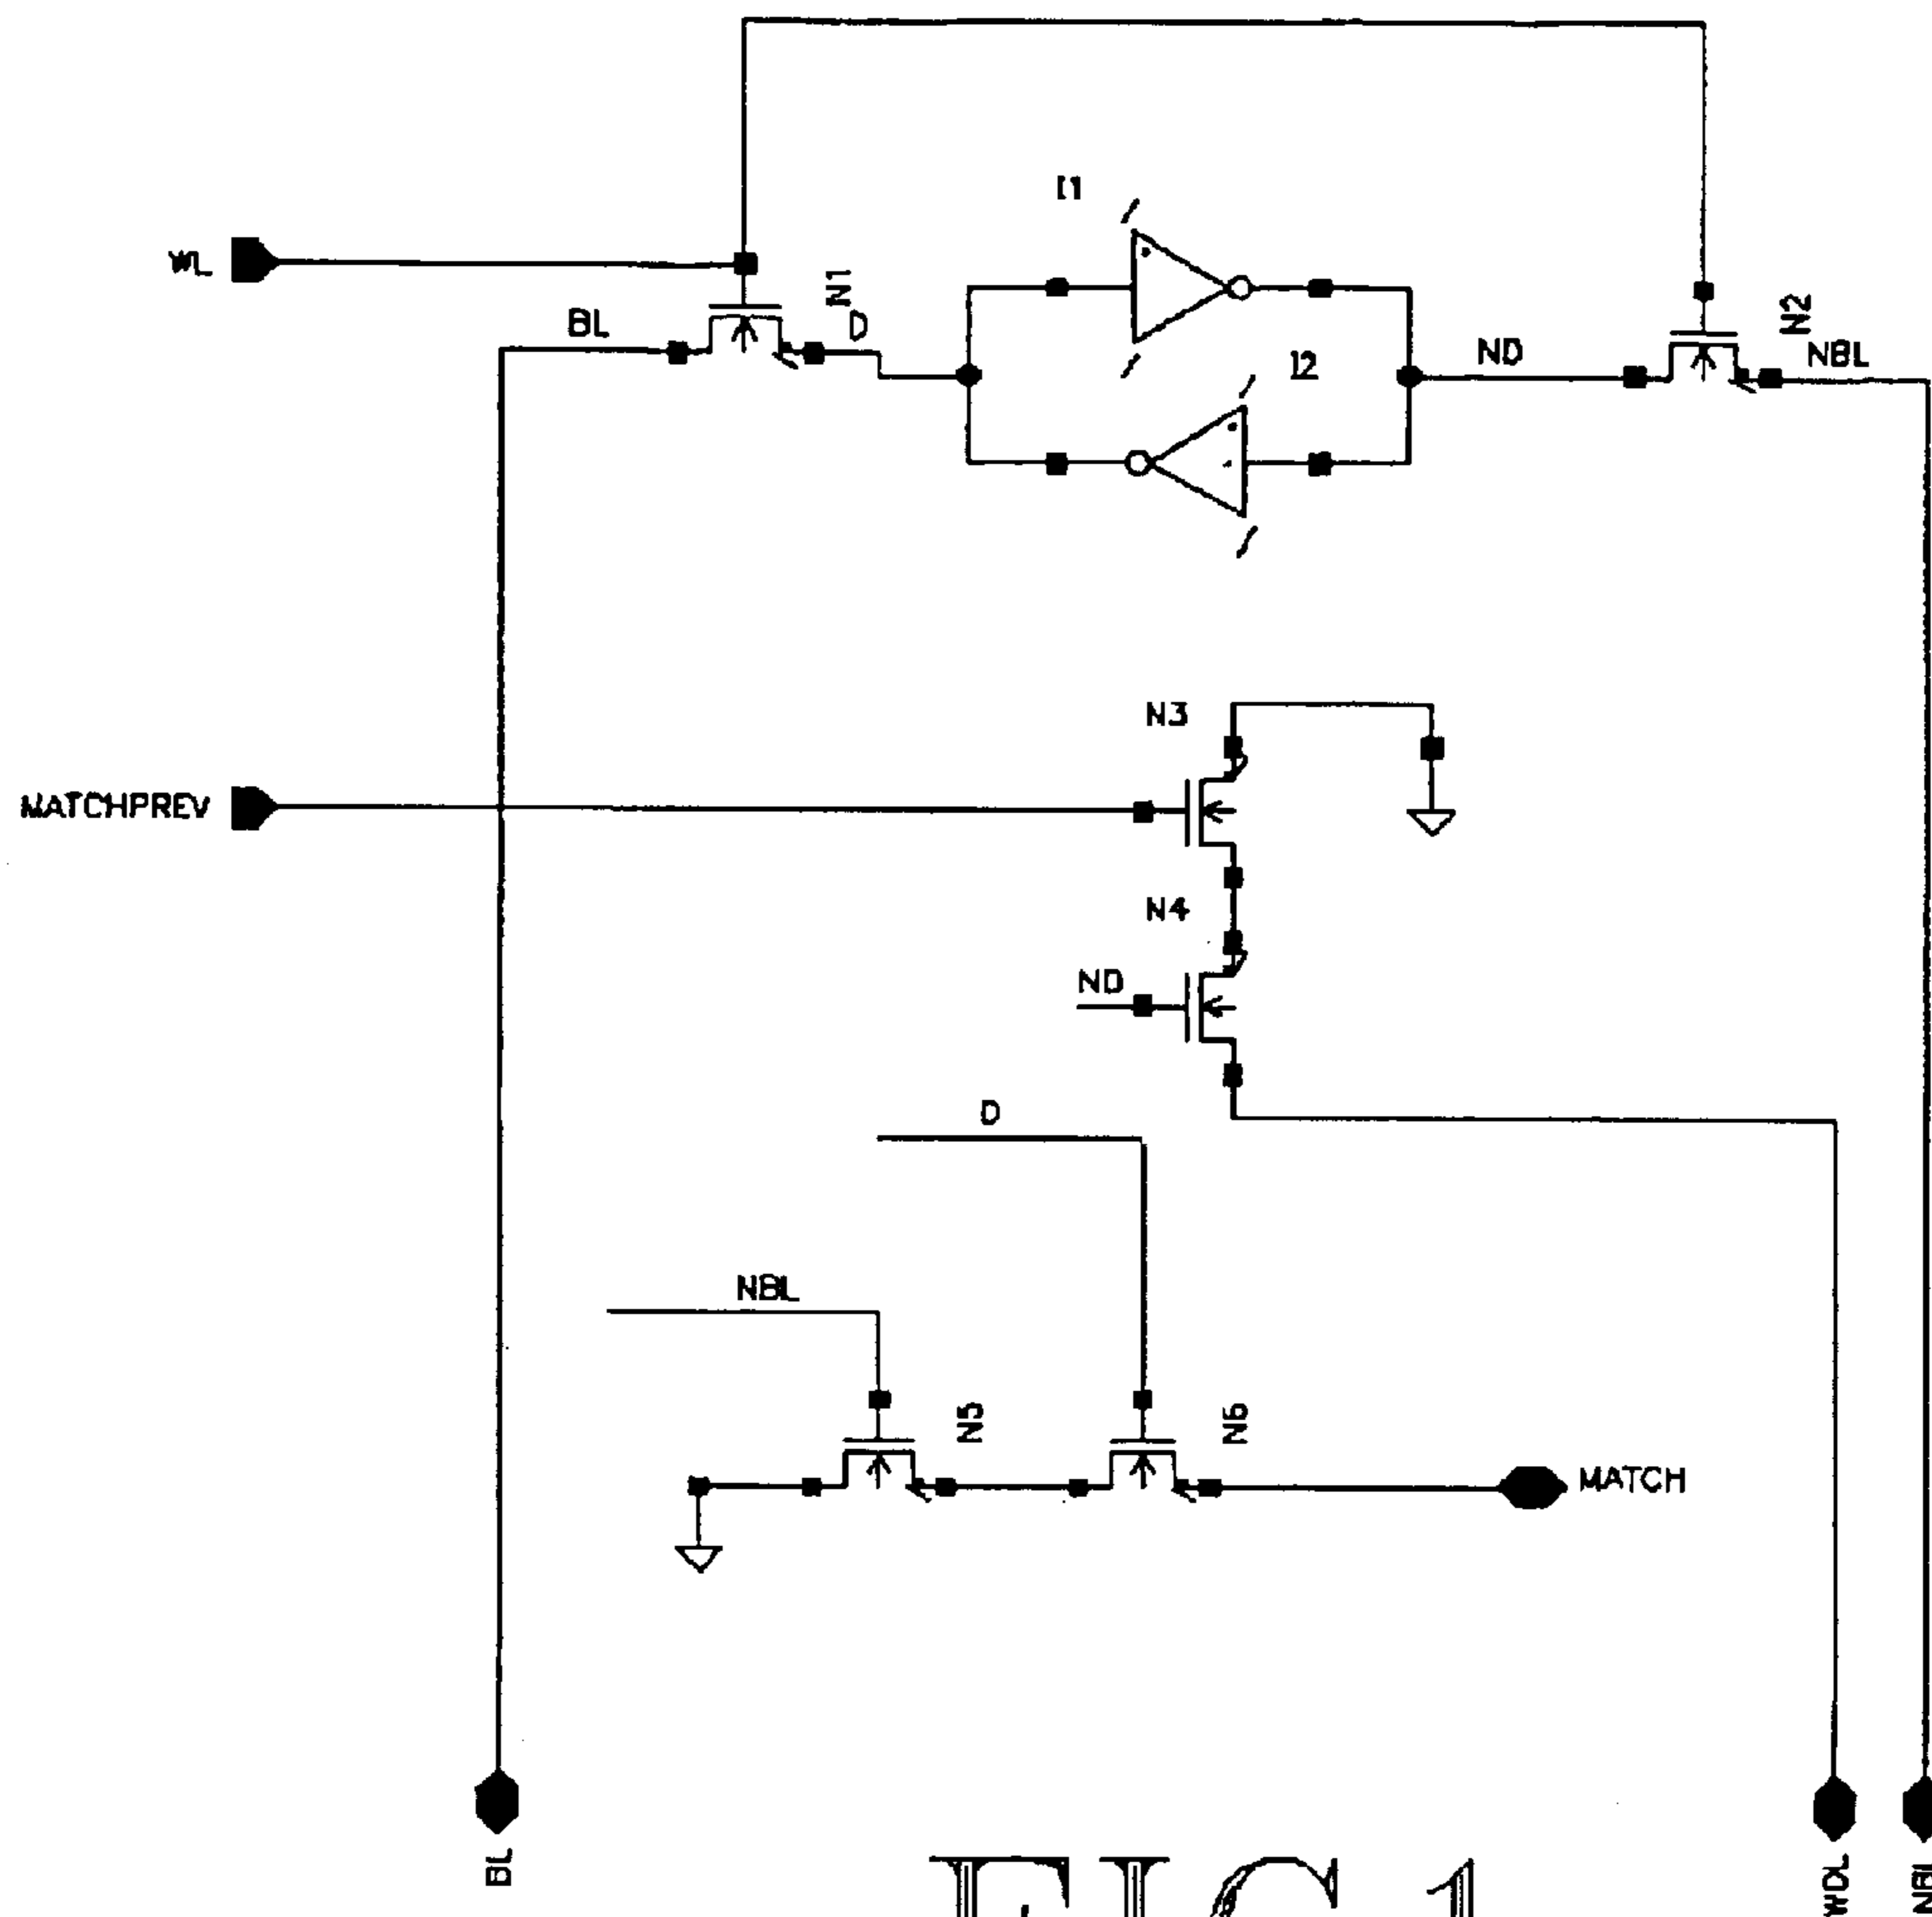 I1
WL
N1
N2
BL
D
I2
ND
NBL
N3
MATCHPREV
N4
ND
D
NBL
N5
N6
MATCH
BL
WDL
NBL
FIG 1